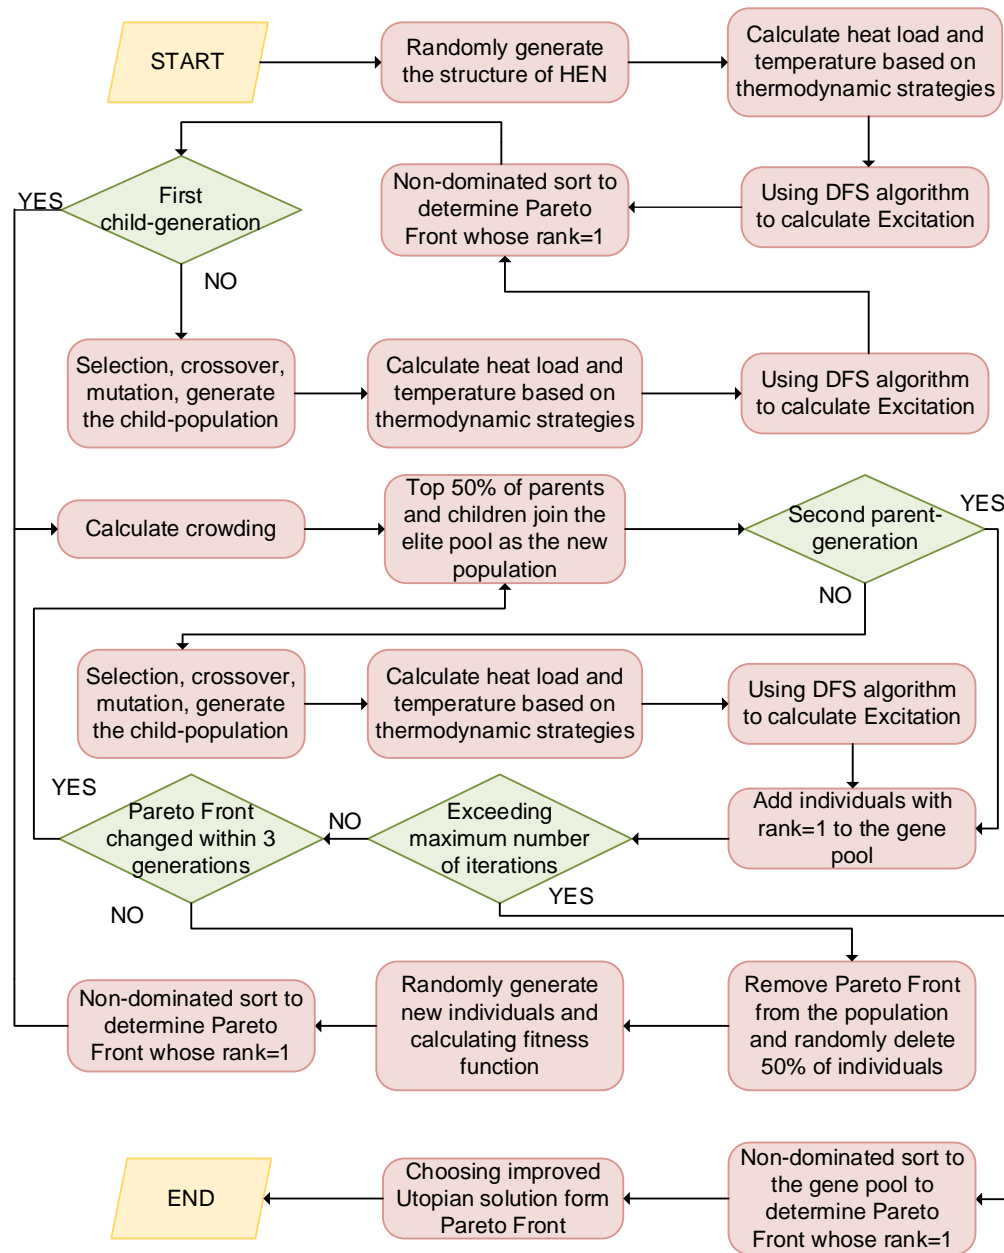 START
Randomly generate
the structure of HEN
Calculate heat load and
temperature based on
thermodynamic strategies
YES
First
child-generation
Non-dominated sort to
determine Pareto
Front whose rank=1
Using DFS algorithm
to calculate Excitation
NO
Selection, crossover,
mutation, generate
the child-population
Calculate heat load and
temperature based on
thermodynamic strategies
Using DFS algorithm
to calculate Excitation
Calculate crowding
Top 50% of parents
and children join the
elite pool as the new
population
Second parent-
generation
YES
NO
Selection, crossover,
mutation, generate
the child-population
Calculate heat load and
temperature based on
thermodynamic strategies
Using DFS algorithm
to calculate Excitation
YES
Pareto Front
changed within 3
generations
NO
Exceeding
maximum number
of iterations
Add individuals with
rank=1 to the gene
pool
YES
NO
Non-dominated sort to
determine Pareto
Front whose rank=1
Randomly generate
new individuals and
calculating fitness
function
Remove Pareto Front
from the population
and randomly delete
50% of individuals
END
Choosing improved
Utopian solution form
Pareto Front
Non-dominated sort to
the gene pool to
determine Pareto
Front whose rank=1